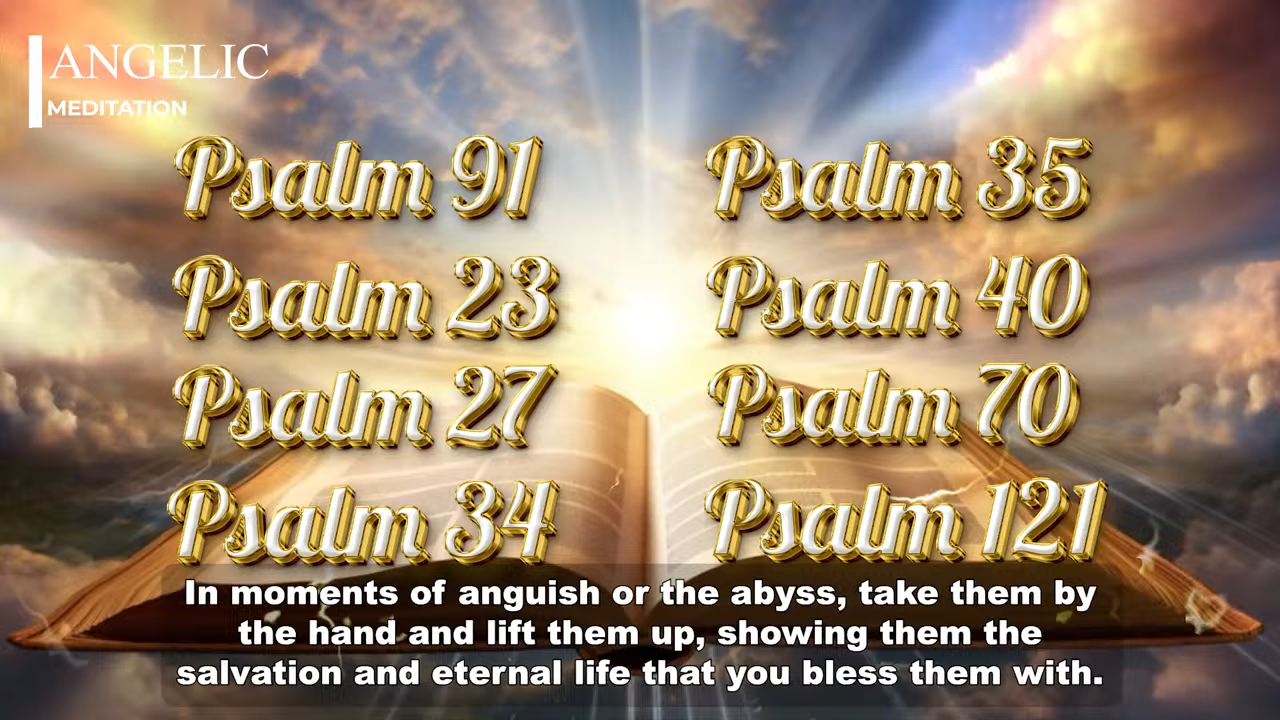 ANGELIC
MEDITATION
Psalm 91
Psalm 23
Psalm 27
Psalm 34
Psalm 35
Psalm 40
Psalm 70
Psalm 121
In moments of anguish or the abyss, take them by
the hand and lift them up, showing them the
salvation and eternal life that you bless them with.